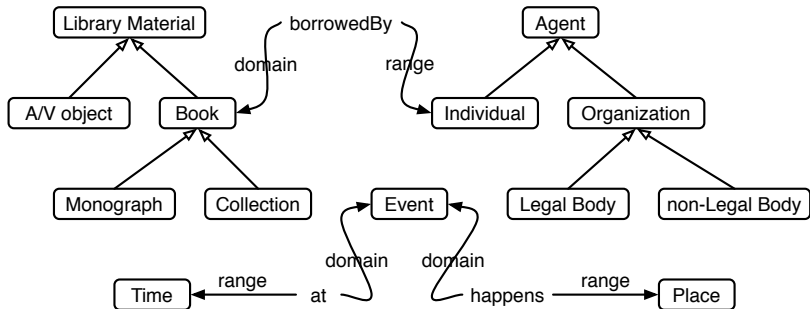 Library Material
borrowedBy
Agent
domain
range
A/V object
Book
Individual
Organization
Monograph
Collection
Event
Legal Body
non-Legal Body
domain
domain
range
range
Time
at
happens
Place